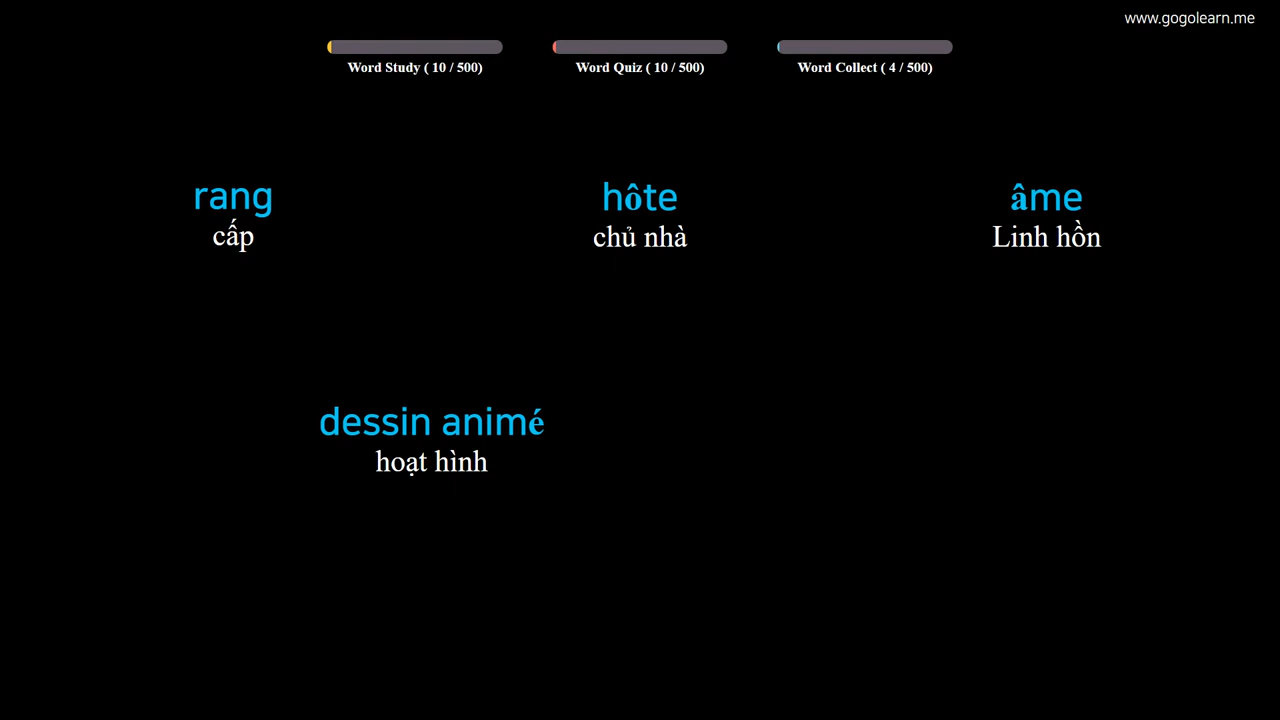 www.gogolearn.me
Word Study ( 10 / 500)
Word Quiz ( 10 / 500)
Word Collect ( 4 / 500)
rang
cấp
hôte
chủ nhà
âme
Linh hồn
dessin animé
hoạt hình